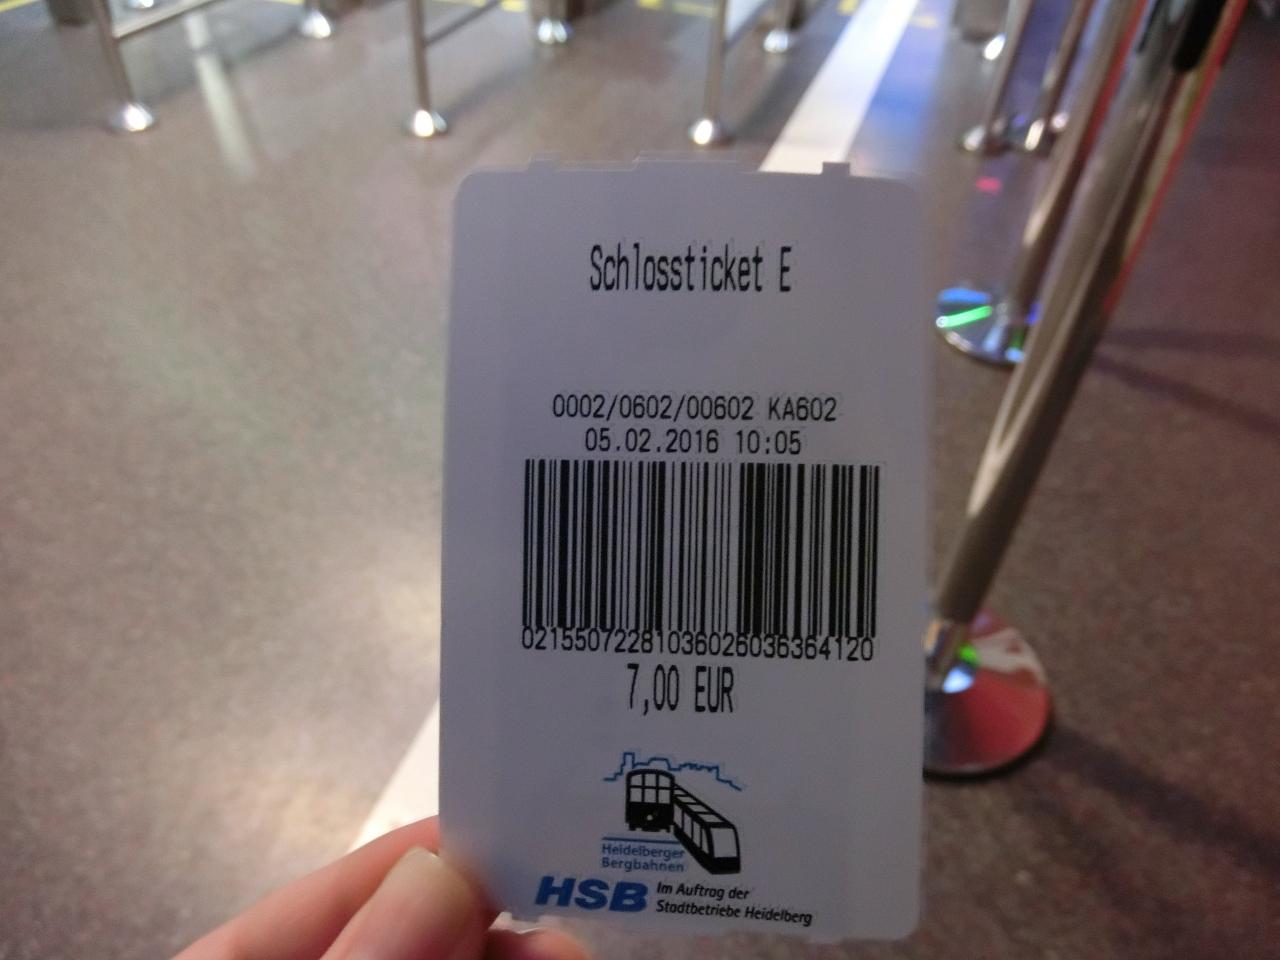 Schlossticket E
0002/0602/00602 KA602
05.02.2016 10:05
02155072281036026036364120
7,00 EUR
Heidelberger
Bergbahnen
HSB Im Auftrag der
Stadtbetriebe Heidelberg